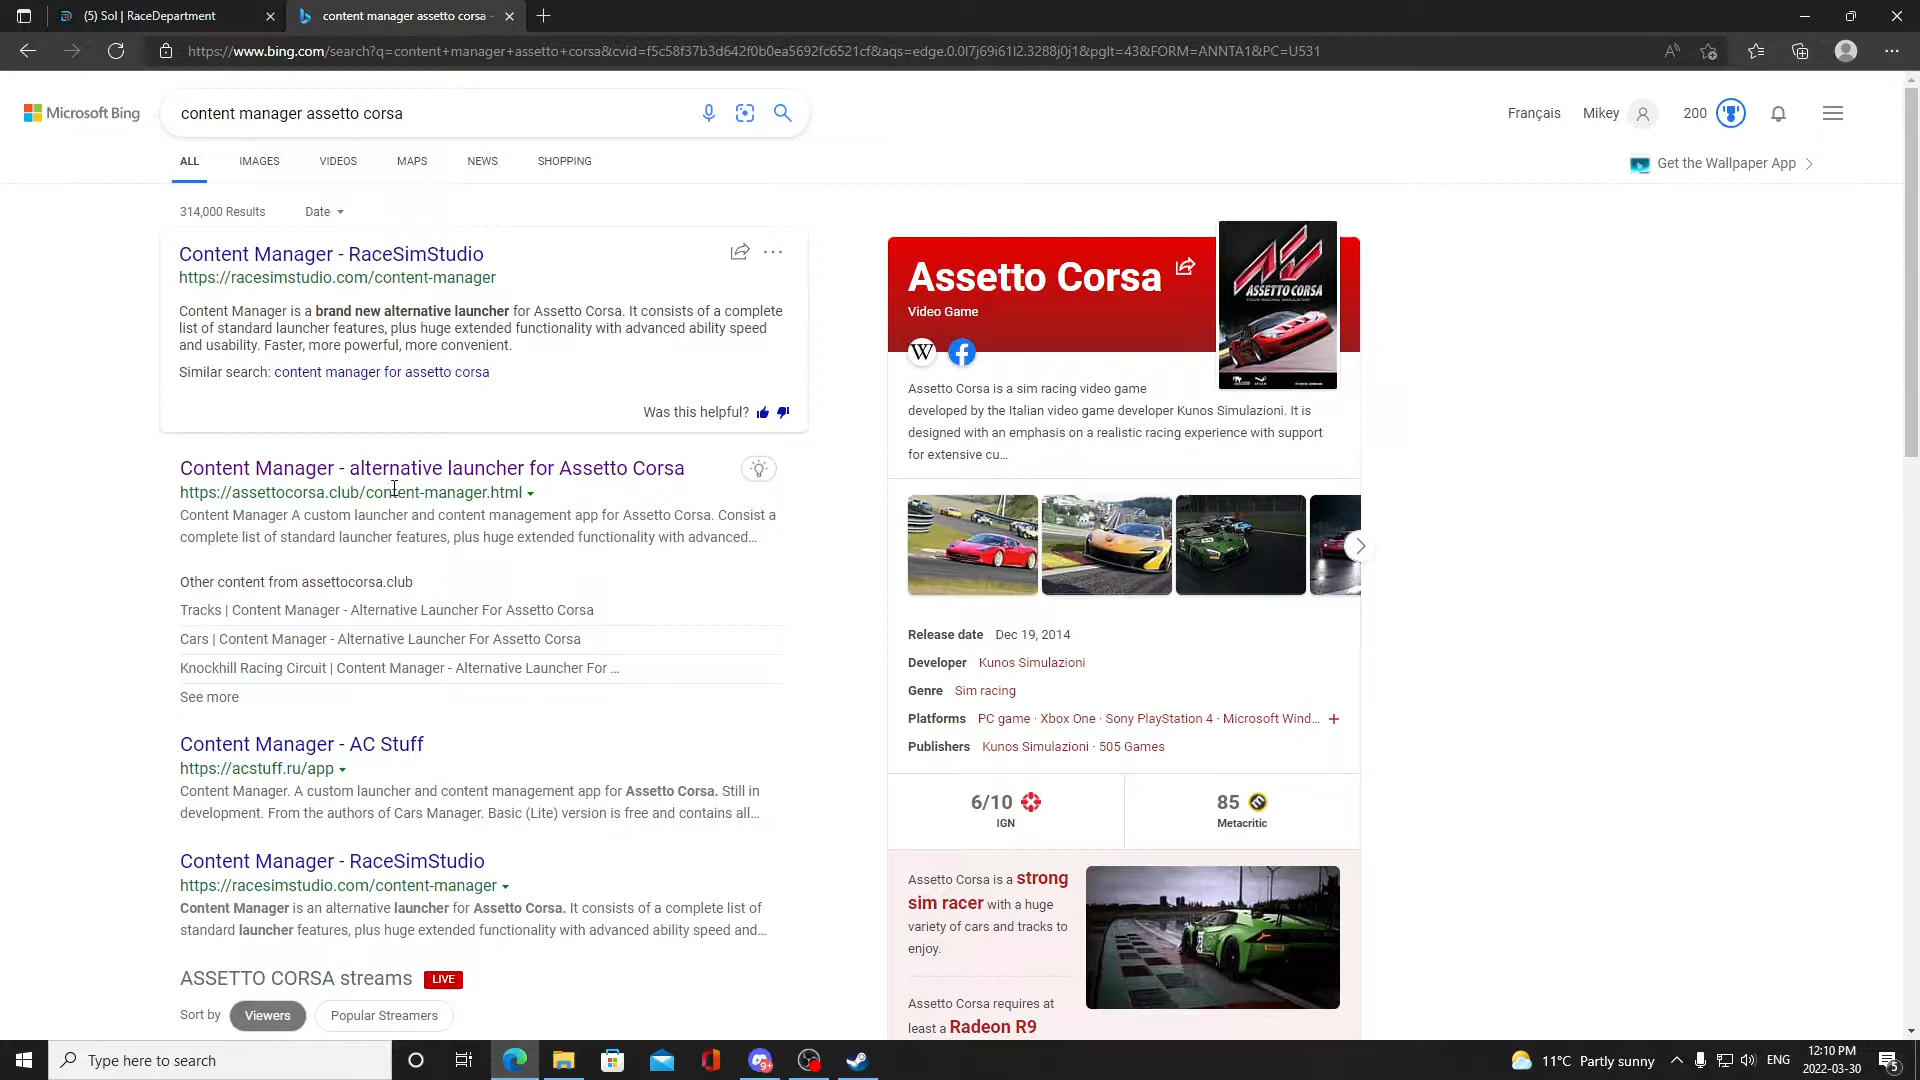 (5) Sol | RaceDepartment
content manager assetto corsa -
https://www.bing.com/search?q=content+manager+assetto+corsa&cvid=f5c58f37b3d642f0b0ea5692fc6521cf&aqs=edge.0.0l7j69i61l2.3288j0j1&pglt=43&FORM=ANNTA1&PC=U531
Microsoft Bing
content manager assetto corsa
Français
Mikey
200
ALL
IMAGES
VIDEOS
MAPS
NEWS
SHOPPING
Get the Wallpaper App
314,000 Results
Date
Content Manager - RaceSimStudio
https://racesimstudio.com/content-manager
Content Manager is a brand new alternative launcher for Assetto Corsa. It consists of a complete
list of standard launcher features, plus huge extended functionality with advanced ability speed
and usability. Faster, more powerful, more convenient.
Similar search: content manager for assetto corsa
Was this helpful?
Content Manager - alternative launcher for Assetto Corsa
https://assettocorsa.club/content-manager.html
Content Manager A custom launcher and content management app for Assetto Corsa. Consist a
complete list of standard launcher features, plus huge extended functionality with advanced…
Other content from assettocorsa.club
Tracks | Content Manager - Alternative Launcher For Assetto Corsa
Cars | Content Manager - Alternative Launcher For Assetto Corsa
Knockhill Racing Circuit | Content Manager - Alternative Launcher For …
See more
Content Manager - AC Stuff
https://acstuff.ru/app
Content Manager. A custom launcher and content management app for Assetto Corsa. Still in
development. From the authors of Cars Manager. Basic (Lite) version is free and contains all…
Content Manager - RaceSimStudio
https://racesimstudio.com/content-manager
Content Manager is an alternative launcher for Assetto Corsa. It consists of a complete list of
standard launcher features, plus huge extended functionality with advanced ability speed and…
ASSETTO CORSA streams LIVE
Sort by
Viewers
Popular Streamers
Assetto Corsa
Video Game
ASSETTO CORSA
W
Assetto Corsa is a sim racing video game
developed by the Italian video game developer Kunos Simulazioni. It is
designed with an emphasis on a realistic racing experience with support
for extensive cu…
Release date Dec 19, 2014
Developer Kunos Simulazioni
Genre Sim racing
Platforms PC game · Xbox One · Sony PlayStation 4 · Microsoft Wind…
Publishers Kunos Simulazioni · 505 Games
6/10
IGN
85
Metacritic
Assetto Corsa is a strong
sim racer with a huge
variety of cars and tracks to
enjoy.
Assetto Corsa requires at
least a Radeon R9
Type here to search
9+
11°C Partly sunny
ENG
12:10 PM
2022-03-30
5